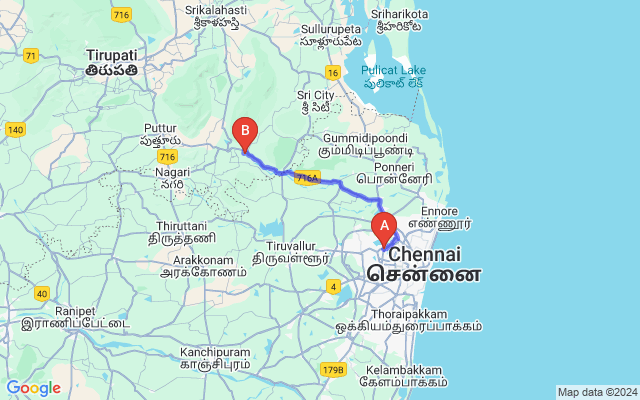 Srikalahasti
శ్రీకాళహస్తి
Sriharikota
శ్రీహరికోట
716
Sullurupeta
సూళ్లూరుపేట
71
Tirupati
తిరుపతి
Pulicat Lake
పులికాట్ లేక్
16
Sri City
శ్రీ సిటీ
140
Puttur
పుత్తూరు
B
Gummidipoondi
கும்மிடிப்பூண்டி
716
Ponneri
பொன்னேரி
Nagari
నగరి
716A
Ennore
எண்ணூர்
A
Thiruttani
திருத்தணி
Tiruvallur
திருவள்ளூர்
Chennai
சென்னை
Arakkonam
அரக்கோணம்
40
4
Ranipet
இராணிப்பேட்டை
Thoraipakkam
ஒக்கியம்துரைப்பாக்கம்
Kanchipuram
காஞ்சிபுரம்
179B
Kelambakkam
கேளம்பாக்கம்
Google
Map data ©2024